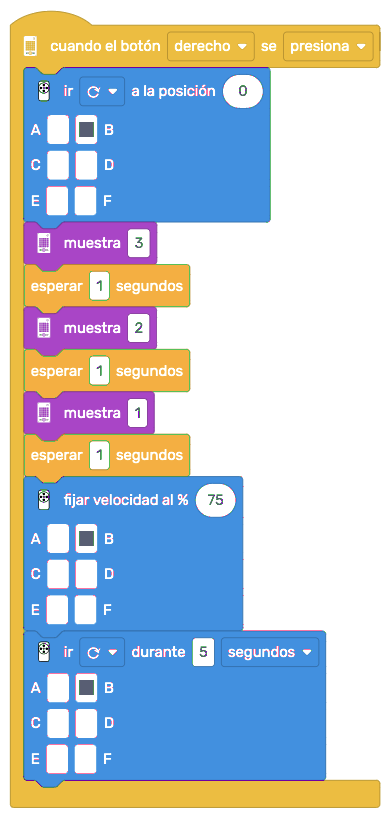 cuando el botón derecho se presiona
ir a la posición 0
A B
C D
E F
muestra 3
esperar 1 segundos
muestra 2
esperar 1 segundos
muestra 1
esperar 1 segundos
fijar velocidad al % 75
A B
C D
E F
ir durante 5 segundos
A B
C D
E F